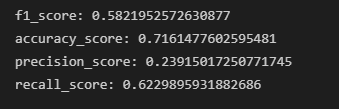 f1_score: 0.5821952572630877
accuracy_score: 0.7161477602595481
precision_score: 0.23915017250771745
recall_score: 0.6229895931882686